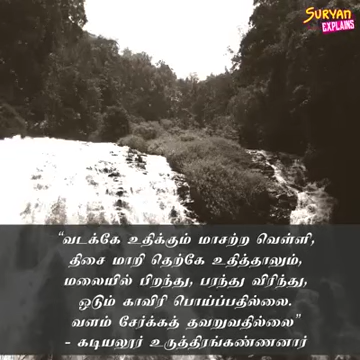 SURYAN
EXPLAINS
“வடக்கே உதிக்கும் மாசற்ற வெள்ளி,
திசை மாறி தெற்கே உதித்தாலும்,
மலையில் பிறந்து, பரந்து விரிந்து,
ஓடும் காவிரி பொய்ப்பதில்லை.
வளம் சேர்க்கத் தவறுவதில்லை”
- கடியலூர் உருத்திரங்கண்ணனார்